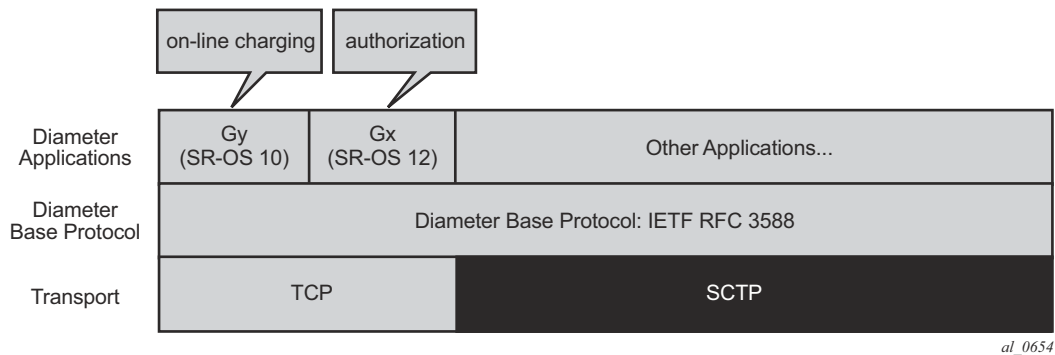 on-line charging
authorization
Diameter
Applications
Gy
(SR-OS 10)
Gx
(SR-OS 12)
Other Applications...
Diameter
Base Protocol
Diameter Base Protocol: IETF RFC 3588
Transport
TCP
SCTP
al_0654